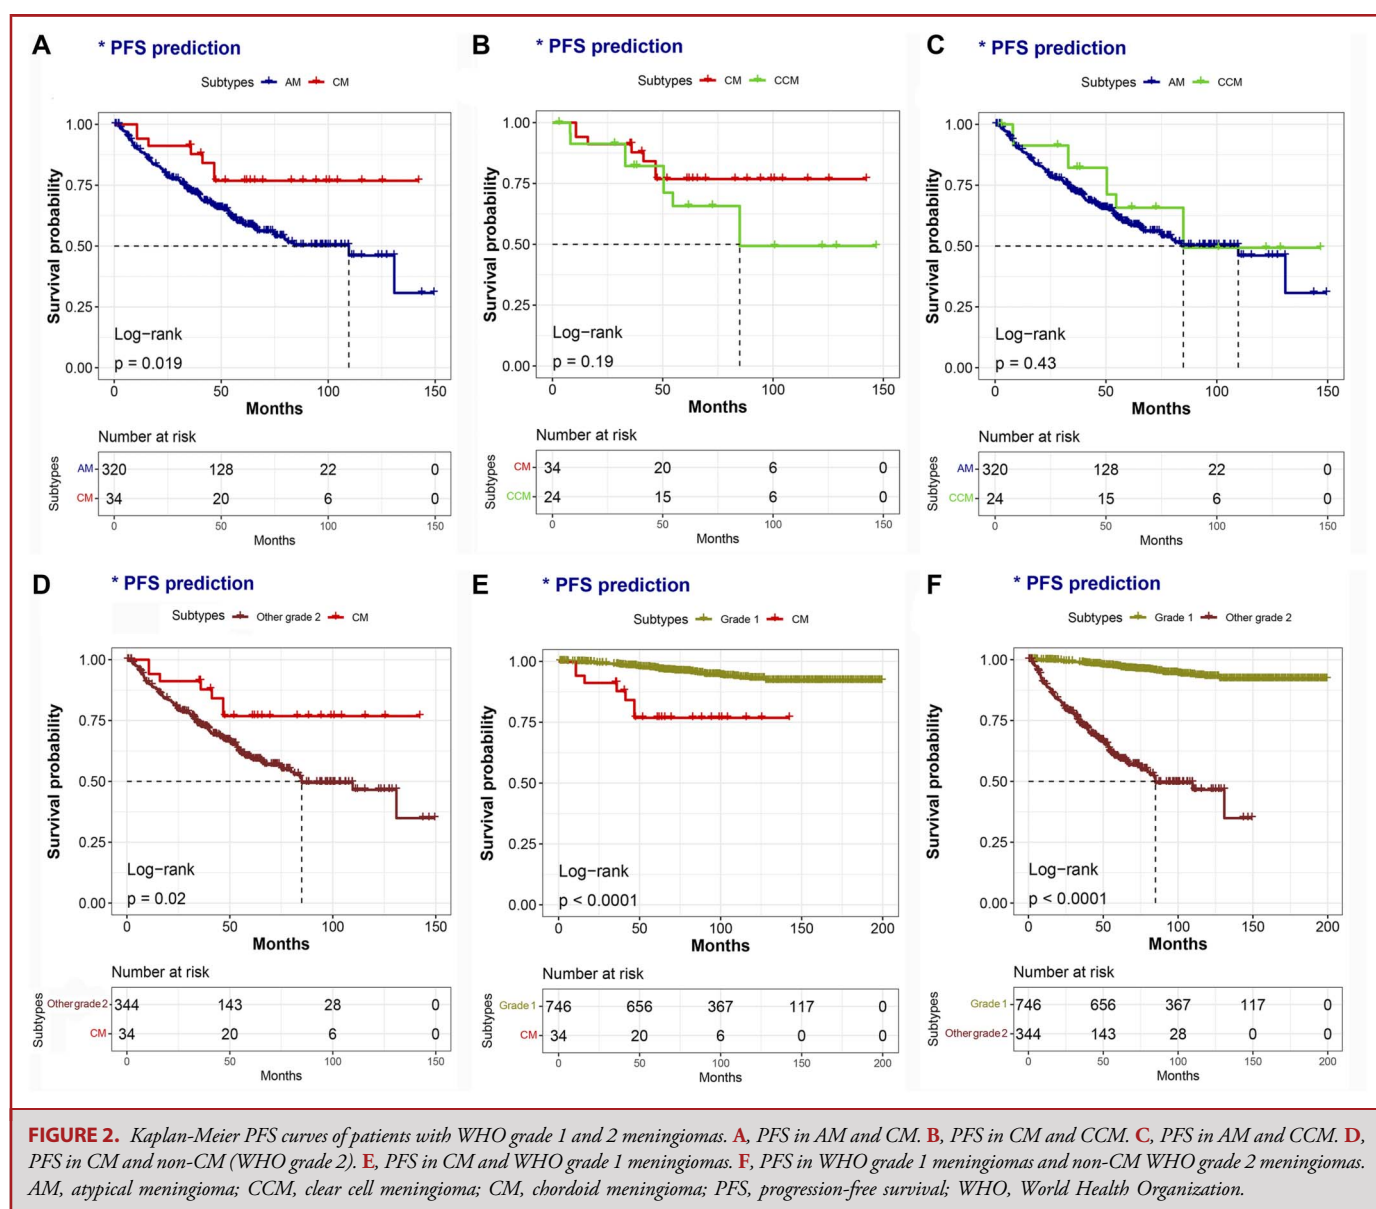 A
* PFS prediction
Subtypes AM CM
1.00
0.75
0.50
0.25
0.00
Survival probability
Log-rank
p = 0.019
0 50 100 150
Months
Number at risk
Subtypes
AM 320 128 22 0
CM 34 20 6 0
0 50 100 150
Months
B
* PFS prediction
Subtypes CM CCM
1.00
0.75
0.50
0.25
0.00
Survival probability
Log-rank
p = 0.19
0 50 100 150
Months
Number at risk
Subtypes
CM 34 20 6 0
CCM 24 15 6 0
0 50 100 150
Months
C
* PFS prediction
Subtypes AM CCM
1.00
0.75
0.50
0.25
0.00
Survival probability
Log-rank
p = 0.43
0 50 100 150
Months
Number at risk
Subtypes
AM 320 128 22 0
CCM 24 15 6 0
0 50 100 150
Months
D
* PFS prediction
Subtypes Other grade 2 CM
1.00
0.75
0.50
0.25
0.00
Survival probability
Log-rank
p = 0.02
0 50 100 150
Months
Number at risk
Subtypes
Other grade 2 344 143 28 0
CM 34 20 6 0
0 50 100 150
Months
E
* PFS prediction
Subtypes Grade 1 CM
1.00
0.75
0.50
0.25
0.00
Survival probability
Log-rank
p < 0.0001
0 50 100 150 200
Months
Number at risk
Subtypes
Grade 1 746 656 367 117 0
CM 34 20 6 0 0
0 50 100 150 200
Months
F
* PFS prediction
Subtypes Grade 1 Other grade 2
1.00
0.75
0.50
0.25
0.00
Survival probability
Log-rank
p < 0.0001
0 50 100 150 200
Months
Number at risk
Subtypes
Grade 1 746 656 367 117 0
Other grade 2 344 143 28 0 0
0 50 100 150 200
Months
FIGURE 2. Kaplan-Meier PFS curves of patients with WHO grade 1 and 2 meningiomas. A, PFS in AM and CM. B, PFS in CM and CCM. C, PFS in AM and CCM. D,
PFS in CM and non-CM (WHO grade 2). E, PFS in CM and WHO grade 1 meningiomas. F, PFS in WHO grade 1 meningiomas and non-CM WHO grade 2 meningiomas.
AM, atypical meningioma; CCM, clear cell meningioma; CM, chordoid meningioma; PFS, progression-free survival; WHO, World Health Organization.